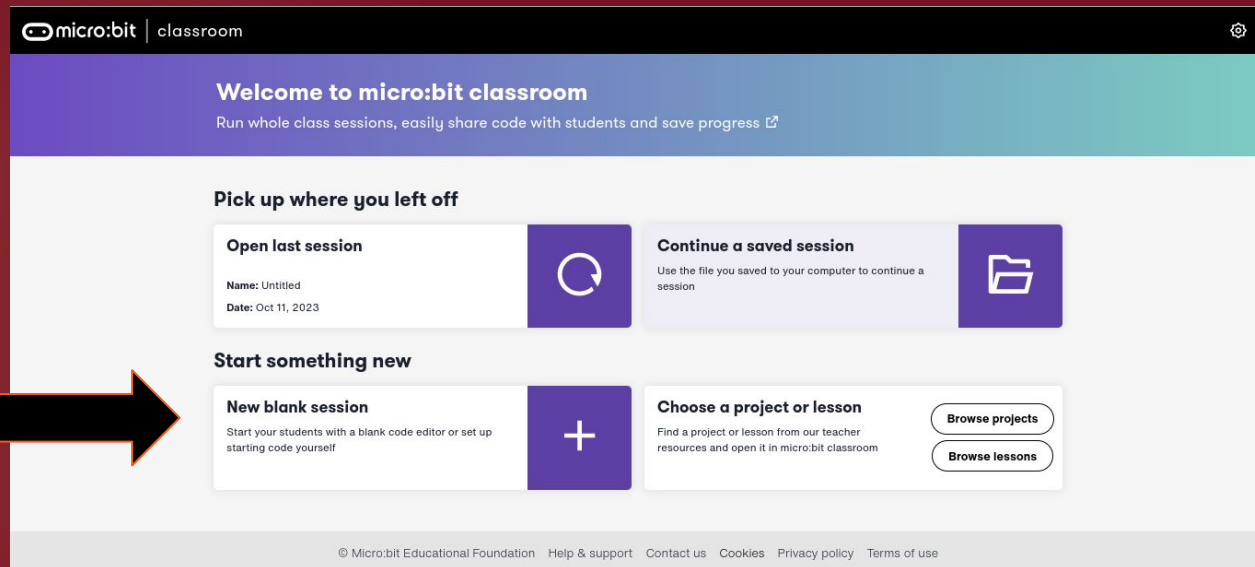 micro:bit | classroom
Welcome to micro:bit classroom
Run whole class sessions, easily share code with students and save progress
Pick up where you left off
Open last session
Name: Untitled
Date: Oct 11, 2023
Continue a saved session
Use the file you saved to your computer to continue a
session
Start something new
New blank session
Start your students with a blank code editor or set up
starting code yourself
Choose a project or lesson
Find a project or lesson from our teacher
resources and open it in micro:bit classroom
Browse projects
Browse lessons
© Micro:bit Educational Foundation Help & support Contact us Cookies Privacy policy Terms of use